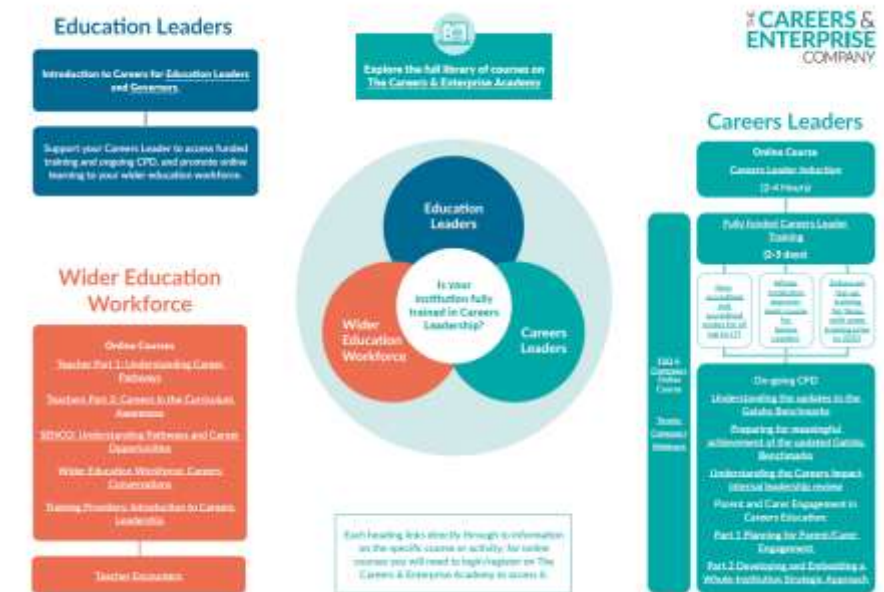 Education Leaders
Introduction to Careers for Education Leaders
and Governors.
Support your Careers Leader to access funded
training and ongoing CPD, and promote online
learning to your wider education workforce.
Wider Education
Workforce
Online Courses
Teacher Part 1: Understanding Career
Pathways
Teachers Part 2: Careers in the Curriculum
Awareness
SENCO: Understanding Pathways and Career
Opportunities
Wider Education Workforce: Careers
Conversations
Training Providers: Introduction to Careers
Leadership
Teacher Encounters
Explore the full library of courses on
The Careers & Enterprise Academy
Education
Leaders
Is your
institution fully
trained in Careers
Leadership?
Wider
Education
Workforce
Careers
Leaders
Each heading links directly through to information
on the specific course or activity, for online
courses you will need to login/register on The
Careers & Enterprise Academy to access it.
THE CAREERS &
ENTERPRISE
COMPANY
Careers Leaders
Online Course
Careers Leader Induction
(2-4 Hours)
Fully funded Careers Leader
Training
(2-3 days)
Compass
Online
Course
Compass
On-going CPD
Understanding the updates to the
Gatsby Benchmarks
Preparing for meaningful
achievement of the updated Gatsby
Benchmarks
Understanding the Careers Impact
internal leadership review
Parent and Carer Engagement in
Careers Education:
Part 1 Planning for Parent/Carer
Engagement
Part 2 Developing and Embedding a
Whole-Institution Strategic Approach